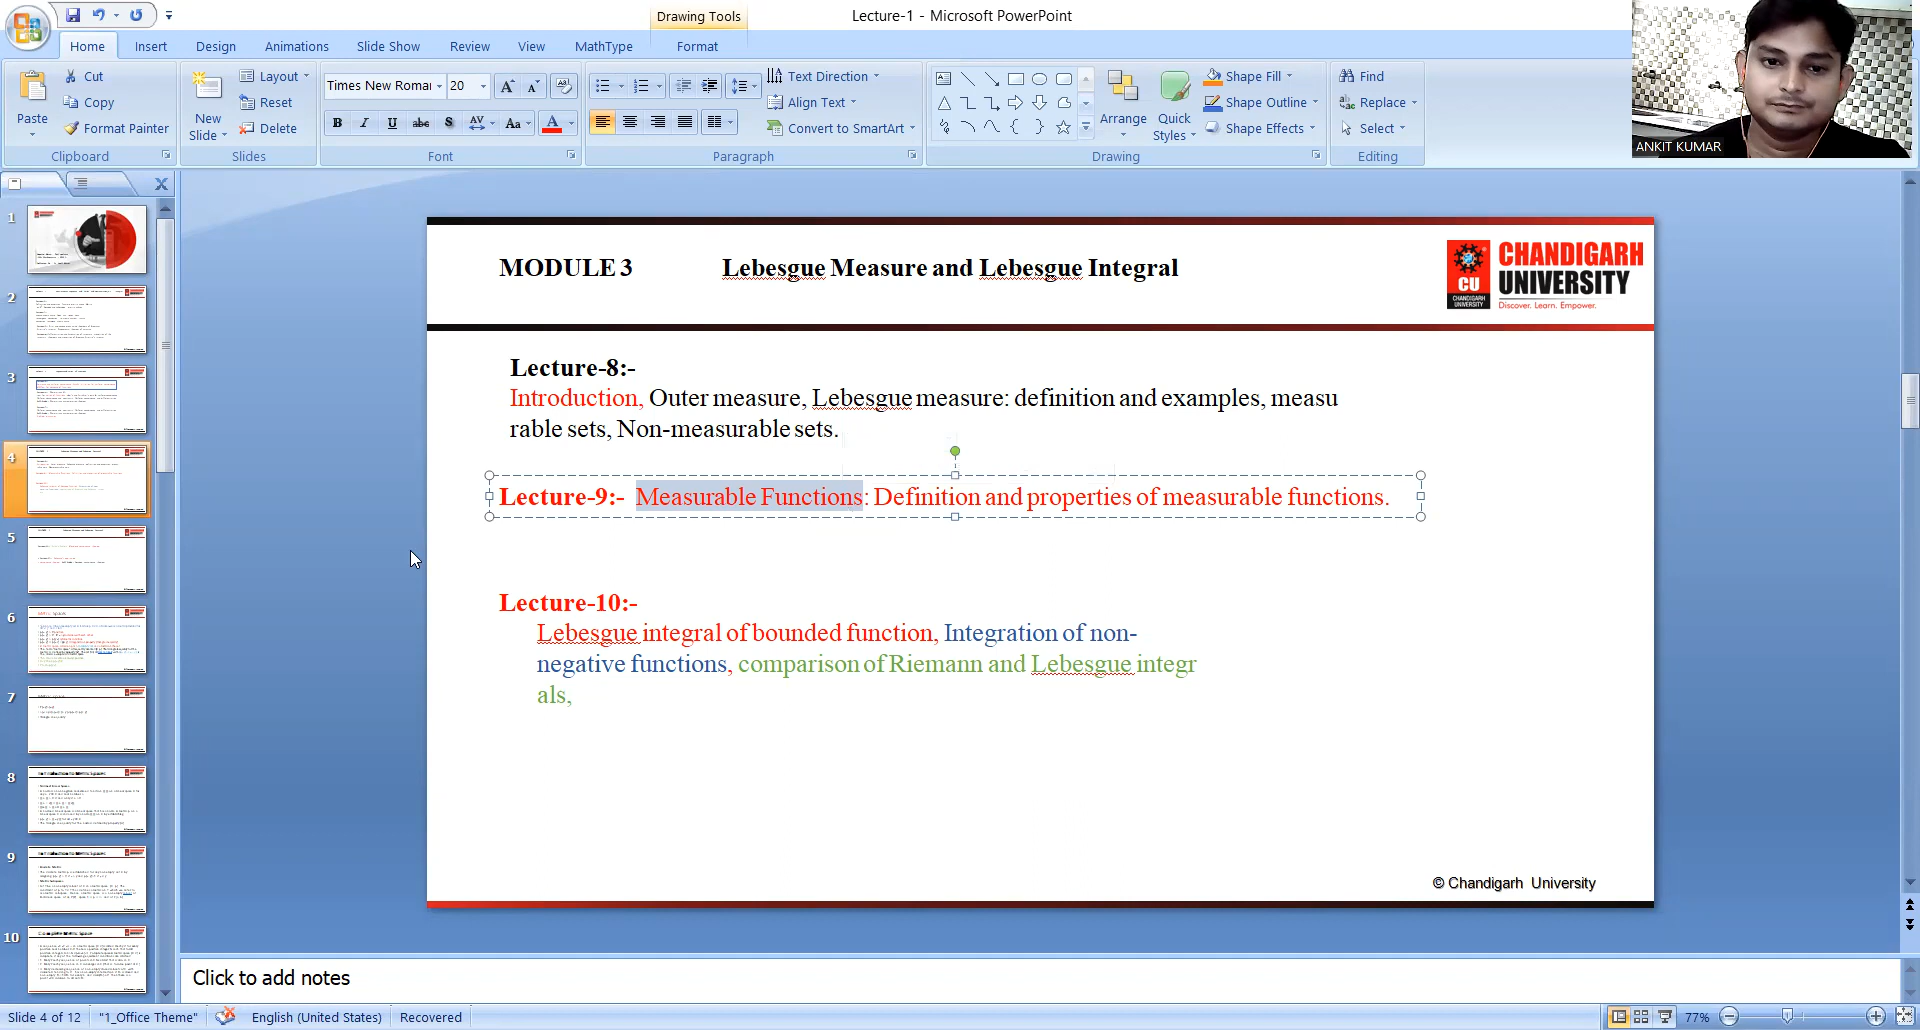 Lecture-1 - Microsoft PowerPoint
Drawing Tools
Home Insert Design Animations Slide Show Review View MathType Format
Paste
Cut
Copy
Format Painter
Clipboard
New Slide
Layout
Reset
Delete
Slides
Times New Roman 20
B I U abc S AV Aa A
Font
Text Direction
Align Text
Convert to SmartArt
Paragraph
Arrange
Quick Styles
Shape Fill
Shape Outline
Shape Effects
Drawing
Find
Replace
Select
Editing
ANKIT KUMAR
1
2
3
4
5
6
7
8
9
10
MODULE 3 Lebesgue Measure and Lebesgue Integral
CU
CHANDIGARH UNIVERSITY
CHANDIGARH
UNIVERSITY
Discover. Learn. Empower.
Lecture-8:-
Introduction, Outer measure, Lebesgue measure: definition and examples, measu
rable sets, Non-measurable sets.
Lecture-9:- Measurable Functions: Definition and properties of measurable functions.
Lecture-10:-
Lebesgue integral of bounded function, Integration of non-
negative functions, comparison of Riemann and Lebesgue integr
als,
© Chandigarh University
Click to add notes
Slide 4 of 12 "1_Office Theme" English (United States) Recovered 77%